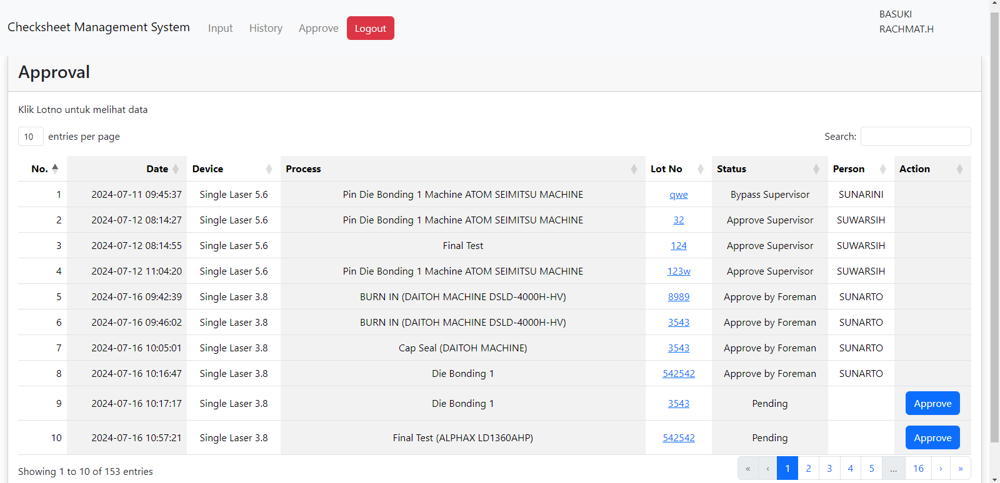 Checksheet Management System Input History Approve Logout
BASUKI
RACHMAT.H
Approval
Klik Lotno untuk melihat data
10 entries per page Search:
No. Date Device Process Lot No Status Person Action
1 2024-07-11 09:45:37 Single Laser 5.6 Pin Die Bonding 1 Machine ATOM SEIMITSU MACHINE qwe Bypass Supervisor SUNARINI
2 2024-07-12 08:14:27 Single Laser 5.6 Pin Die Bonding 1 Machine ATOM SEIMITSU MACHINE 32 Approve Supervisor SUWARSIH
3 2024-07-12 08:14:55 Single Laser 5.6 Final Test 124 Approve Supervisor SUWARSIH
4 2024-07-12 11:04:20 Single Laser 5.6 Pin Die Bonding 1 Machine ATOM SEIMITSU MACHINE 123w Approve Supervisor SUWARSIH
5 2024-07-16 09:42:39 Single Laser 3.8 BURN IN (DAITOH MACHINE DSLD-4000H-HV) 8989 Approve by Foreman SUNARTO
6 2024-07-16 09:46:02 Single Laser 3.8 BURN IN (DAITOH MACHINE DSLD-4000H-HV) 3543 Approve by Foreman SUNARTO
7 2024-07-16 10:05:01 Single Laser 3.8 Cap Seal (DAITOH MACHINE) 3543 Approve by Foreman SUNARTO
8 2024-07-16 10:16:47 Single Laser 3.8 Die Bonding 1 542542 Approve by Foreman SUNARTO
9 2024-07-16 10:17:17 Single Laser 3.8 Die Bonding 1 3543 Pending Approve
10 2024-07-16 10:57:21 Single Laser 3.8 Final Test (ALPHAX LD1360AHP) 542542 Pending Approve
Showing 1 to 10 of 153 entries « ‹ 1 2 3 4 5 … 16 › »